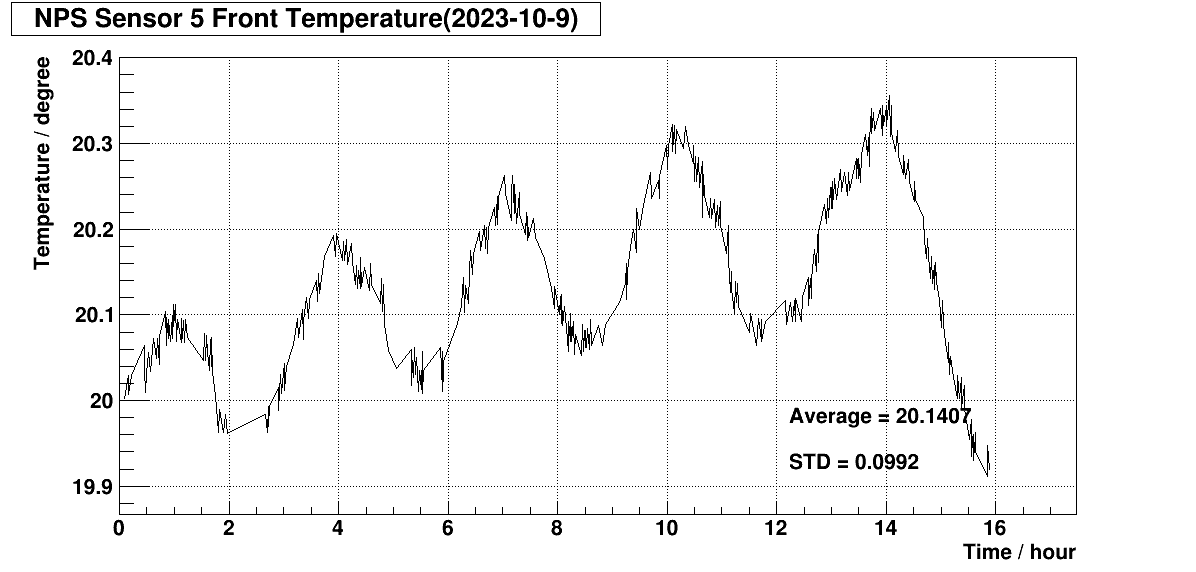 NPS Sensor 5 Front Temperature(2023-10-9)
Temperature / degree
20.4
20.3
20.2
20.1
20
19.9
Average = 20.1407
STD = 0.0992
0 2 4 6 8 10 12 14 16
Time / hour